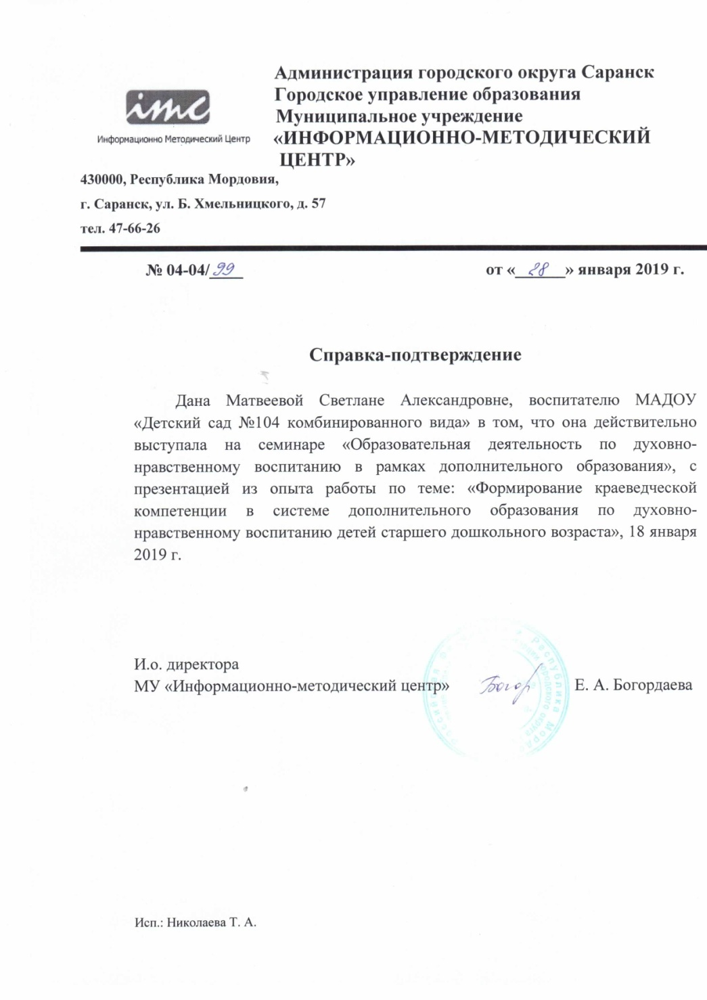 Администрация городского округа Саранск
Городское управление образования
Муниципальное учреждение
«ИНФОРМАЦИОННО-МЕТОДИЧЕСКИЙ
ЦЕНТР»
imc
Информационно Методический Центр
430000, Республика Мордовия,
г. Саранск, ул. Б. Хмельницкого, д. 57
тел. 47-66-26
№ 04-04/99 от «28» января 2019 г.
Справка-подтверждение
Дана Матвеевой Светлане Александровне, воспитателю МАДОУ
«Детский сад №104 комбинированного вида» в том, что она действительно
выступала на семинаре «Образовательная деятельность по духовно-
нравственному воспитанию в рамках дополнительного образования», с
презентацией из опыта работы по теме: «Формирование краеведческой
компетенции в системе дополнительного образования по духовно-
нравственному воспитанию детей старшего дошкольного возраста», 18 января
2019 г.
И.о. директора
МУ «Информационно-методический центр» Богор Е. А. Богордаева
Республика
городского округа
Исп.: Николаева Т. А.